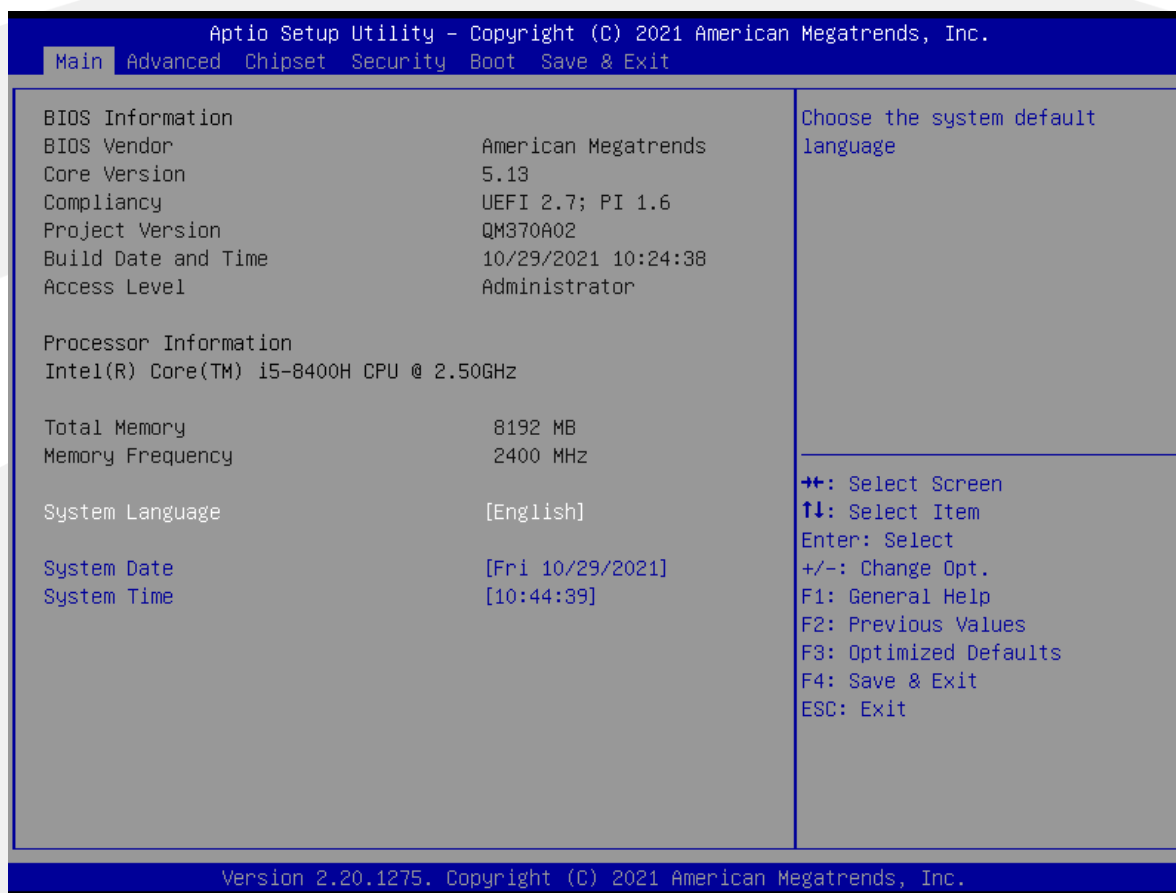 Aptio Setup Utility – Copyright (C) 2021 American Megatrends, Inc.
Main Advanced Chipset Security Boot Save & Exit
BIOS Information
BIOS Vendor American Megatrends
Core Version 5.13
Compliancy UEFI 2.7; PI 1.6
Project Version QM370A02
Build Date and Time 10/29/2021 10:24:38
Access Level Administrator
Processor Information
Intel(R) Core(TM) i5-8400H CPU @ 2.50GHz
Total Memory 8192 MB
Memory Frequency 2400 MHz
System Language [English]
System Date [Fri 10/29/2021]
System Time [10:44:39]
Choose the system default
language
→←: Select Screen
↑↓: Select Item
Enter: Select
+/-: Change Opt.
F1: General Help
F2: Previous Values
F3: Optimized Defaults
F4: Save & Exit
ESC: Exit
Version 2.20.1275. Copyright (C) 2021 American Megatrends, Inc.